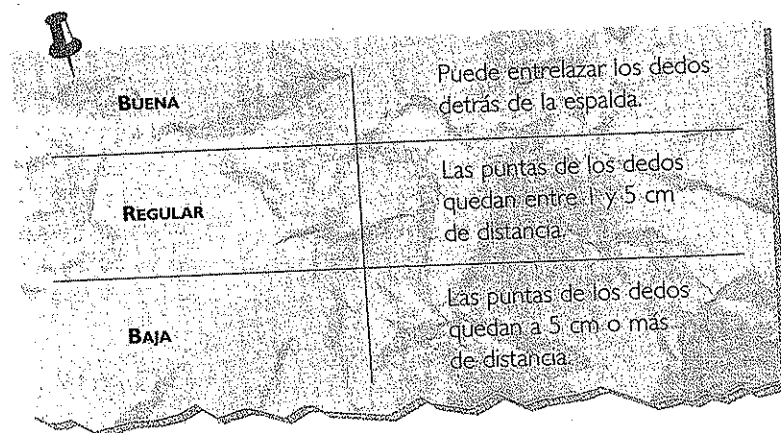 BUENA
Puede entrelazar los dedos
detrás de la espalda.
REGULAR
Las puntas de los dedos
quedan entre 1 y 5 cm
de distancia.
BAJA
Las puntas de los dedos
quedan a 5 cm o más
de distancia.